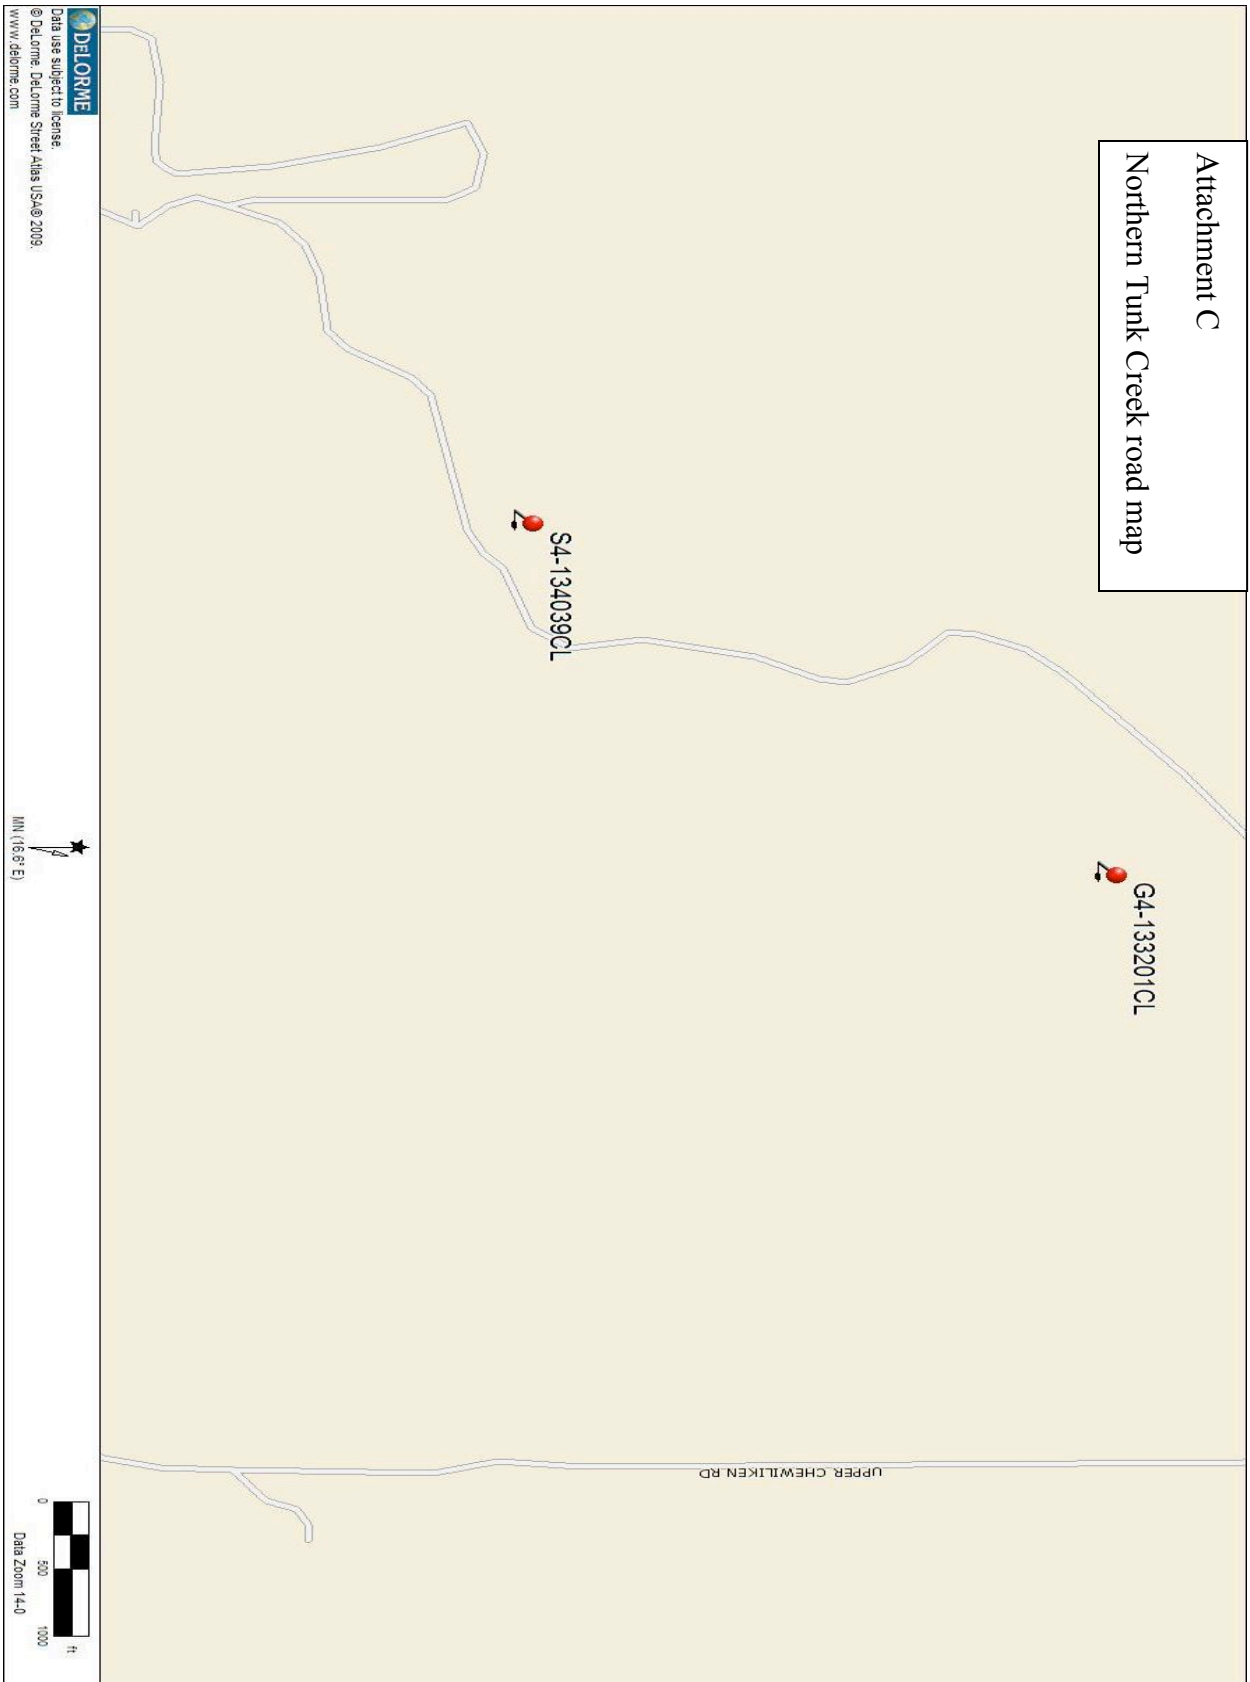 Attachment C
Northern Tunk Creek road map
G4-133201CL
S4-134039CL
UPPER CHEWILIKEN RD
DELORME
Data use subject to license.
© DeLorme. DeLorme Street Atlas USA® 2009.
www.delorme.com
MN (16.6° E)
ft
0 500 1000
Data Zoom 14-0